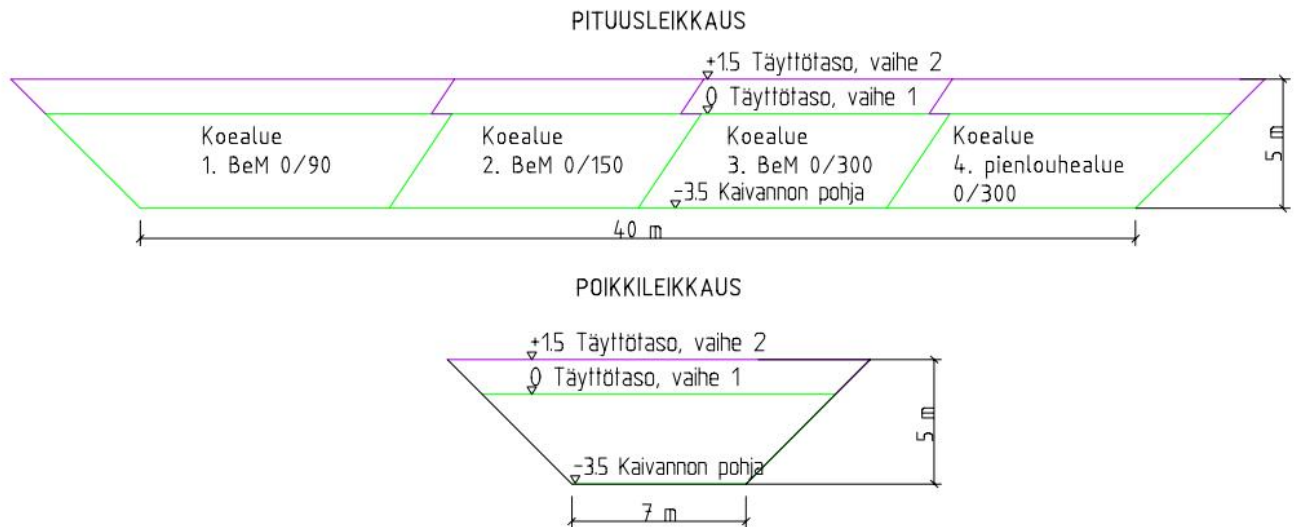 PITUUSLEIKKAUS
+1.5 Täyttötaso, vaihe 2
0 Täyttötaso, vaihe 1
Koealue
1. BeM 0/90
Koealue
2. BeM 0/150
Koealue
3. BeM 0/300
Koealue
4. pienlouhealue
0/300
-3.5 Kaivannon pohja
5 m
40 m
POIKKILEIKKAUS
+1.5 Täyttötaso, vaihe 2
0 Täyttötaso, vaihe 1
-3.5 Kaivannon pohja
5 m
7 m